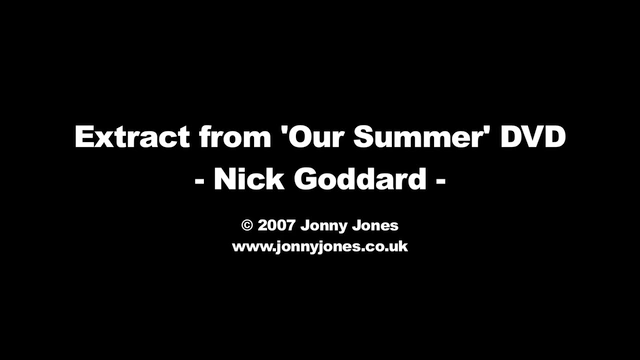 Extract from 'Our Summer' DVD
- Nick Goddard -
© 2007 Jonny Jones
www.jonnyjones.co.uk